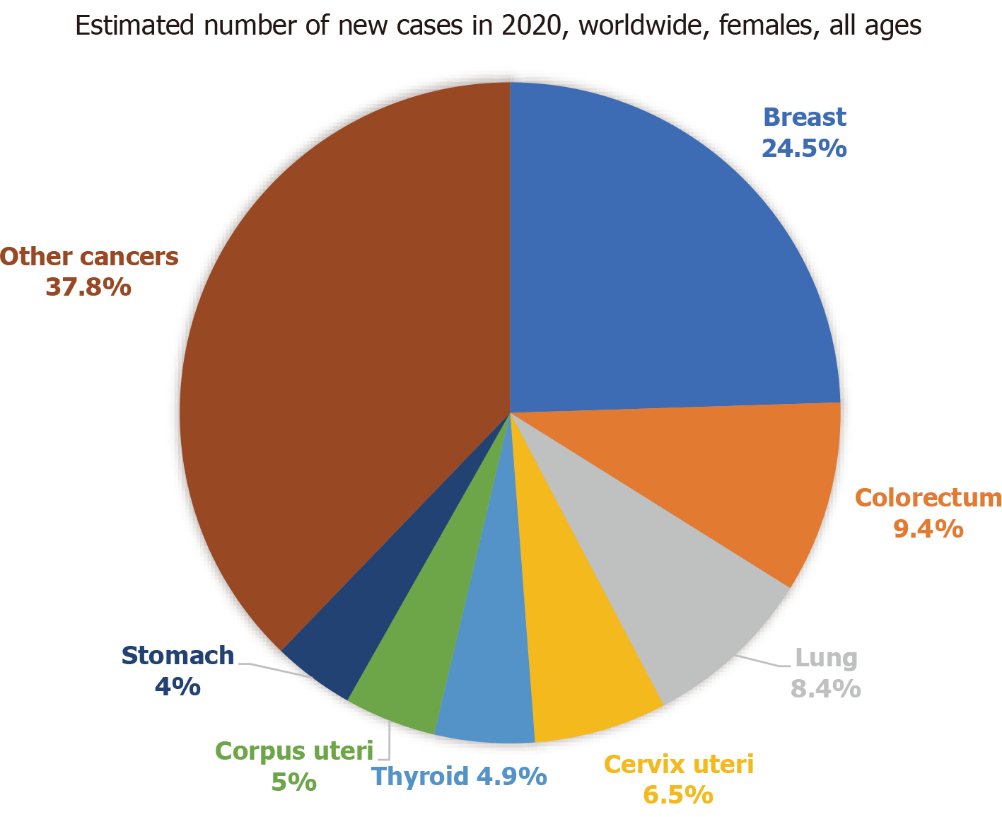 Estimated number of new cases in 2020, worldwide, females, all ages
Breast
24.5%
Other cancers
37.8%
Colorectum
9.4%
Stomach
4%
Lung
8.4%
Corpus uteri
5%
Thyroid 4.9%
Cervix uteri
6.5%